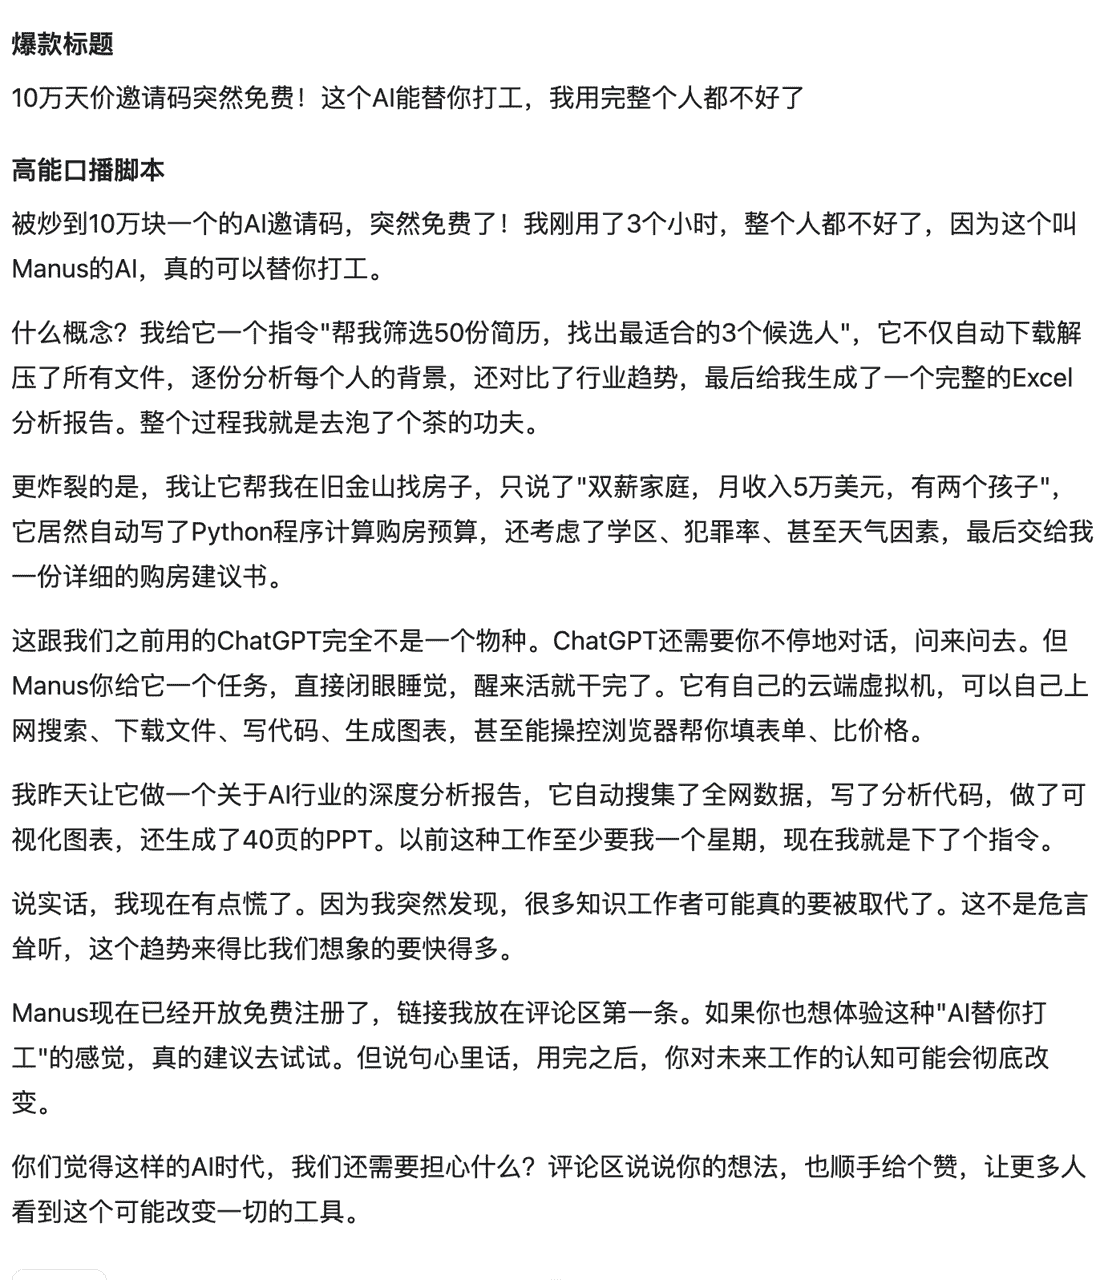 爆款标题
10万天价邀请码突然免费！这个AI能替你打工，我用完整个人都不好了
高能口播脚本
被炒到10万块一个的AI邀请码，突然免费了！我刚用了3个小时，整个人都不好了，因为这个叫
Manus的AI，真的可以替你打工。
什么概念？我给它一个指令"帮我筛选50份简历，找出最适合的3个候选人"，它不仅自动下载解
压了所有文件，逐份分析每个人的背景，还对比了行业趋势，最后给我生成了一个完整的Excel
分析报告。整个过程我就是去泡了个茶的功夫。
更炸裂的是，我让它帮我在旧金山找房子，只说了"双薪家庭，月收入5万美元，有两个孩子"，
它居然自动写了Python程序计算购房预算，还考虑了学区、犯罪率、甚至天气因素，最后交给我
一份详细的购房建议书。
这跟我们之前用的ChatGPT完全不是一个物种。ChatGPT还需要你不停地对话，问来问去。但
Manus你给它一个任务，直接闭眼睡觉，醒来活就干完了。它有自己的云端虚拟机，可以自己上
网搜索、下载文件、写代码、生成图表，甚至能操控浏览器帮你填表单、比价格。
我昨天让它做一个关于AI行业的深度分析报告，它自动搜集了全网数据，写了分析代码，做了可
视化图表，还生成了40页的PPT。以前这种工作至少要我一个星期，现在我就是下了个指令。
说实话，我现在有点慌了。因为我突然发现，很多知识工作者可能真的要被取代了。这不是危言
耸听，这个趋势来得比我们想象的要快得多。
Manus现在已经开放免费注册了，链接我放在评论区第一条。如果你也想体验这种"AI替你打
工"的感觉，真的建议去试试。但说句心里话，用完之后，你对未来工作的认知可能会彻底改
变。
你们觉得这样的AI时代，我们还需要担心什么？评论区说说你的想法，也顺手给个赞，让更多人
看到这个可能改变一切的工具。